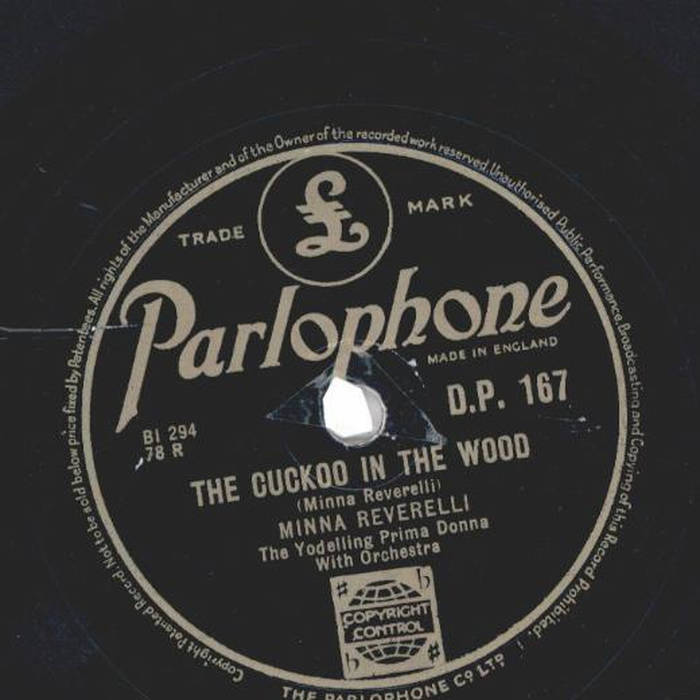 Copyright Patented Record. Not to be sold below price fixed by Patentees. All rights of the Manufacturer and of the Owner of the recorded work reserved. Unauthorised Public Performance, Broadcasting and Copying of this Record Prohibited.
£
TRADE MARK
Parlophone
MADE IN ENGLAND
D.P. 167
BI 294
78 R
THE CUCKOO IN THE WOOD
(Minna Reverelli)
MINNA REVERELLI
The Yodelling Prima Donna
With Orchestra
COPYRIGHT
CONTROL
THE PARLOPHONE CO LTD